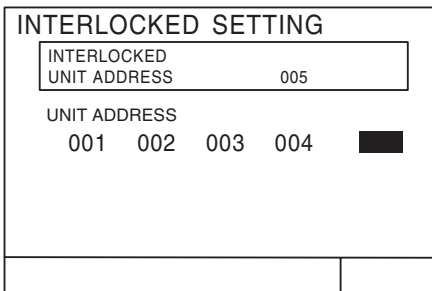 INTERLOCKED SETTING
INTERLOCKED
UNIT ADDRESS 005
UNIT ADDRESS
001 002 003 004